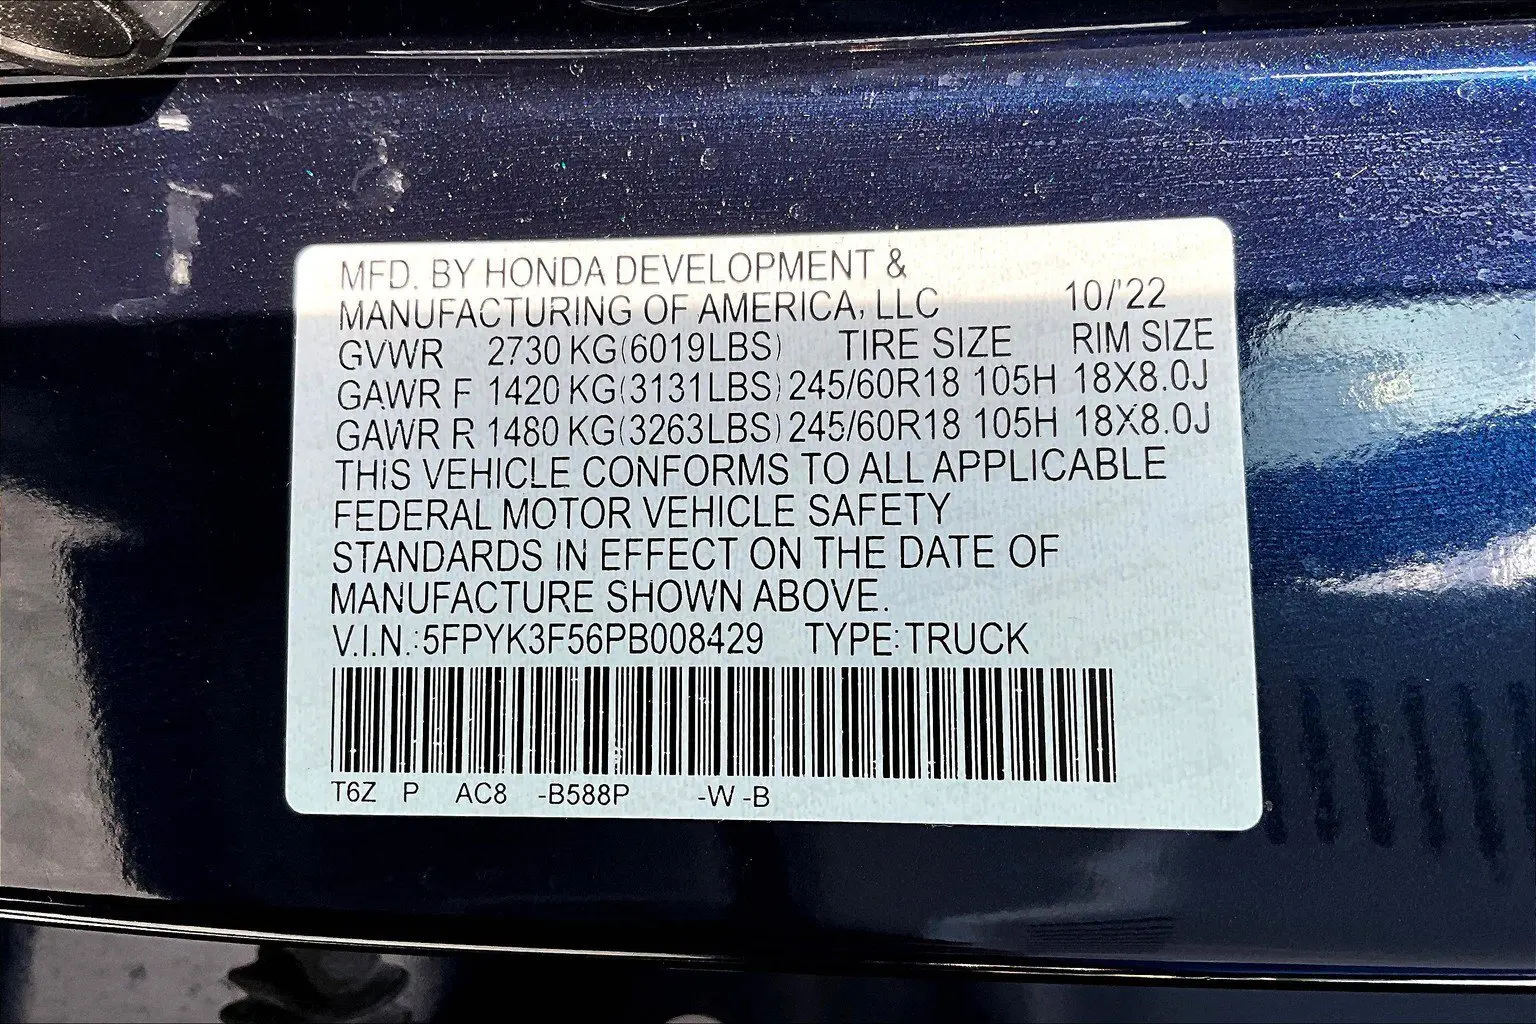 MFD. BY HONDA DEVELOPMENT &
MANUFACTURING OF AMERICA, LLC 10/'22
GVWR 2730 KG(6019LBS) TIRE SIZE RIM SIZE
GAWR F 1420 KG(3131LBS) 245/60R18 105H 18X8.0J
GAWR R 1480 KG(3263LBS) 245/60R18 105H 18X8.0J
THIS VEHICLE CONFORMS TO ALL APPLICABLE
FEDERAL MOTOR VEHICLE SAFETY
STANDARDS IN EFFECT ON THE DATE OF
MANUFACTURE SHOWN ABOVE.
V.I.N.:5FPYK3F56PB008429 TYPE:TRUCK
T6Z P AC8 -B588P -W -B